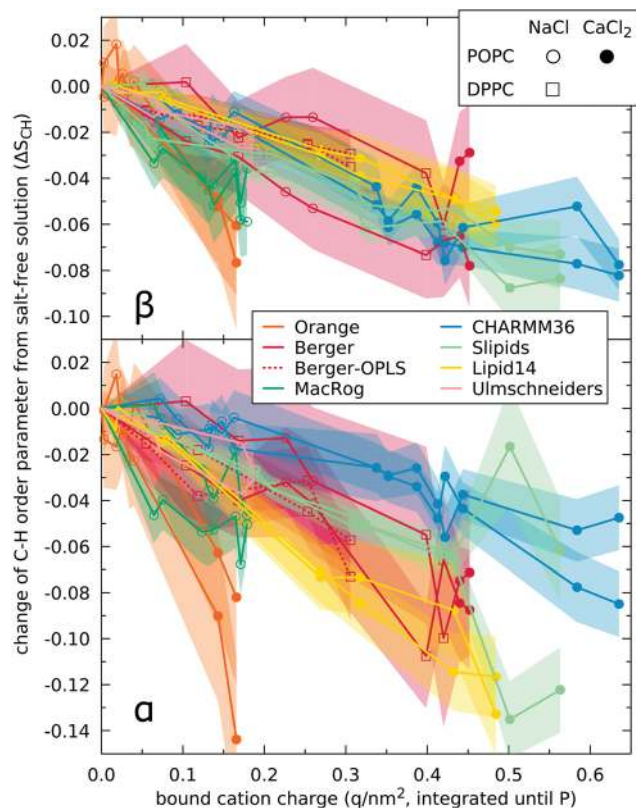 NaCl CaCl2
POPC
DPPC
0.02
0.00
-0.02
-0.04
-0.06
-0.08
-0.10
β
Orange
Berger
Berger-OPLS
MacRog
CHARMM36
Slipids
Lipid14
Ulmschneiders
0.02
0.00
-0.02
-0.04
-0.06
-0.08
-0.10
-0.12
-0.14
α
change of C-H order parameter from salt-free solution (ΔSCH)
0.0 0.1 0.2 0.3 0.4 0.5 0.6
bound cation charge (q/nm2, integrated until P)